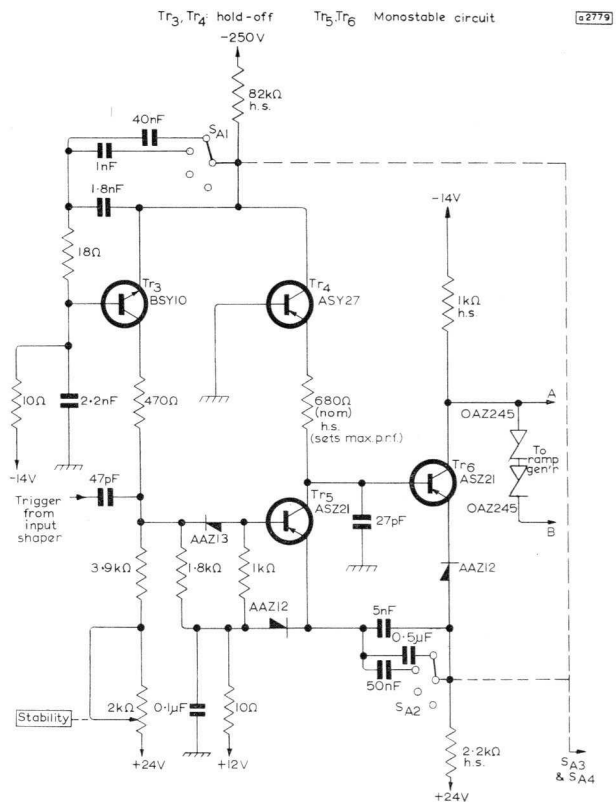 Tr3, Tr4: hold-off Tr5, Tr6 Monostable circuit
a2779
-250V
82kΩ
h.s.
40nF
SA1
1nF
1·8nF
-14V
18Ω
Tr3
BSY10
Tr4
ASY27
1kΩ
h.s.
10Ω
2·2nF
470Ω
680Ω
(nom)
h.s.
(sets max.p.r.f.)
A
OAZ245
-14V
To
ramp
gen'r
Tr6
ASZ21
47pF
Trigger
from
input
shaper
Tr5
ASZ21
27pF
OAZ245
B
AAZ13
AAZ12
3·9kΩ
1·8kΩ
1kΩ
AAZ12
5nF
0·5μF
50nF
SA2
Stability
2kΩ
0·1μF
10Ω
2·2kΩ
h.s.
SA3
& SA4
+24V
+12V
+24V